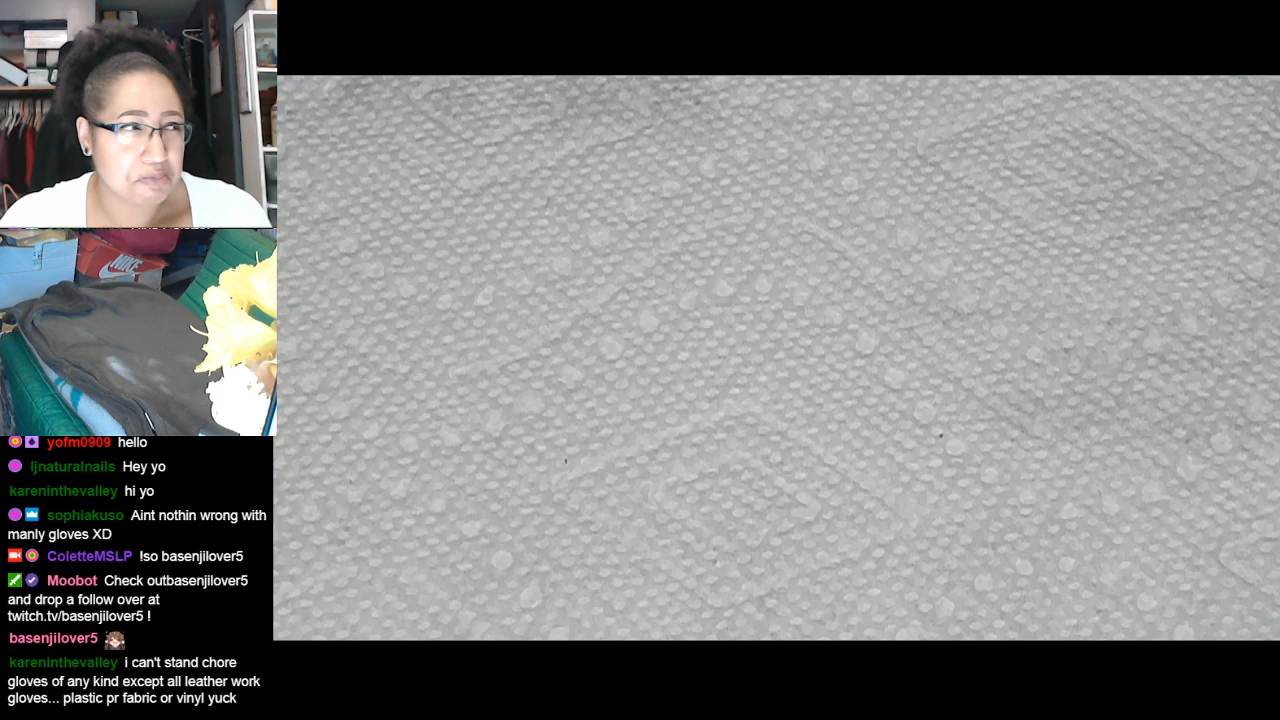 NIKE
yofm0909 hello
ljnaturalnails Hey yo
kareninthevalley hi yo
sophiakuso Aint nothin wrong with
manly gloves XD
ColetteMSLP !so basenjilover5
Moobot Check outbasenjilover5
and drop a follow over at
twitch.tv/basenjilover5 !
basenjilover5
kareninthevalley i can't stand chore
gloves of any kind except all leather work
gloves... plastic pr fabric or vinyl yuck